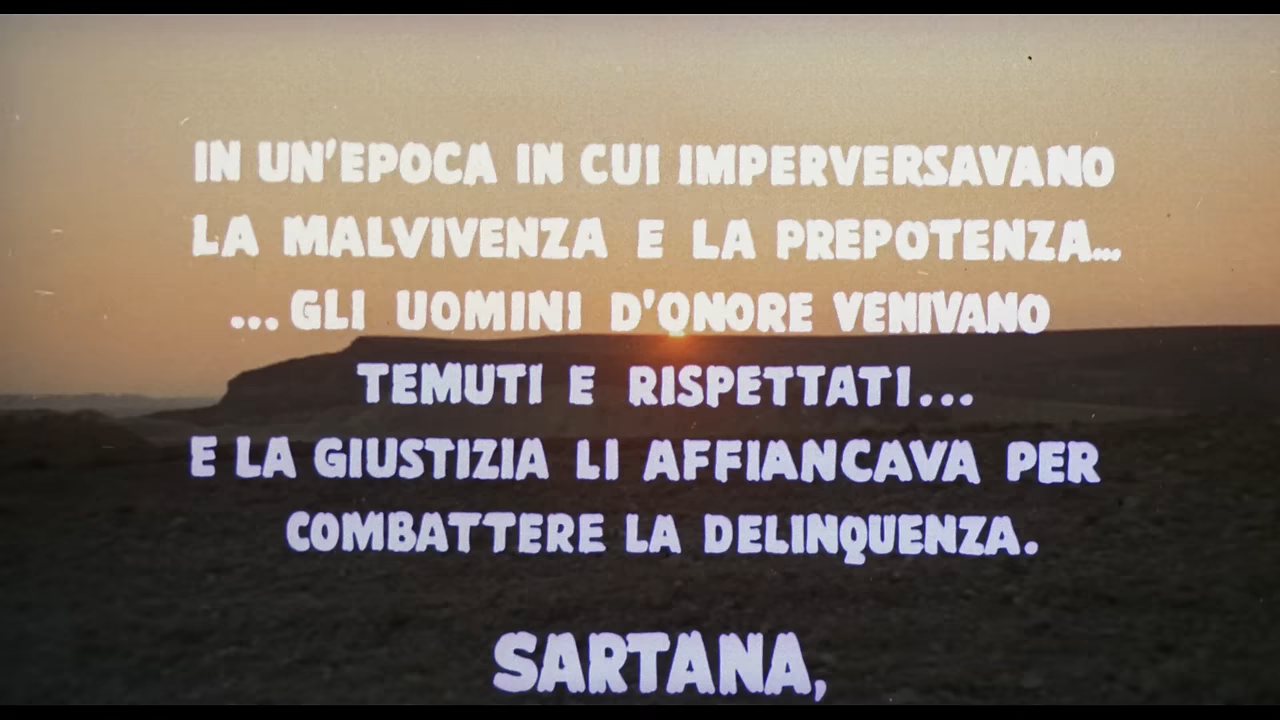 IN UN'EPOCA IN CUI IMPERVERSAVANO
LA MALVIVENZA E LA PREPOTENZA...
...GLI UOMINI D'ONORE VENIVANO
TEMUTI E RISPETTATI...
E LA GIUSTIZIA LI AFFIANCAVA PER
COMBATTERE LA DELINQUENZA.
SARTANA,